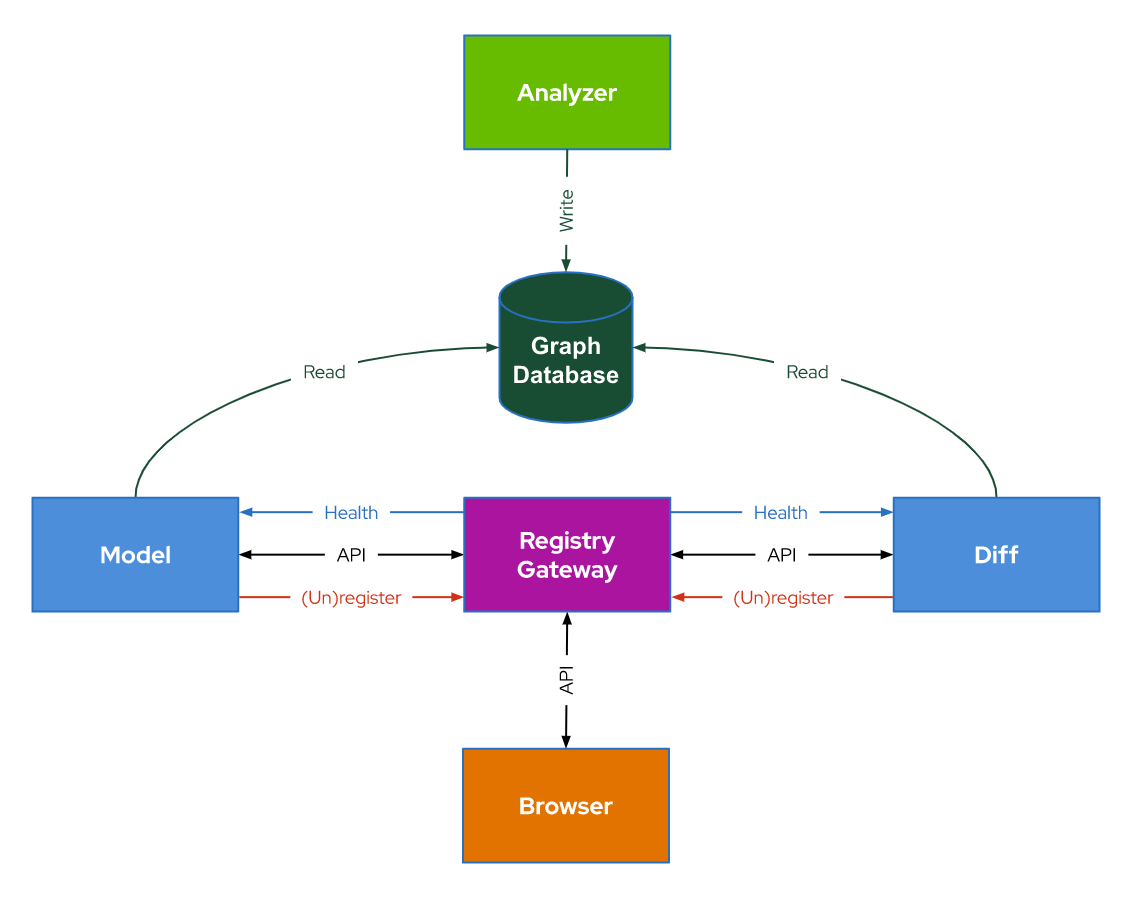 Analyzer
Write
Graph
Database
Read
Read
Model
Health
API
(Un)register
Registry
Gateway
Health
API
(Un)register
Diff
API
Browser